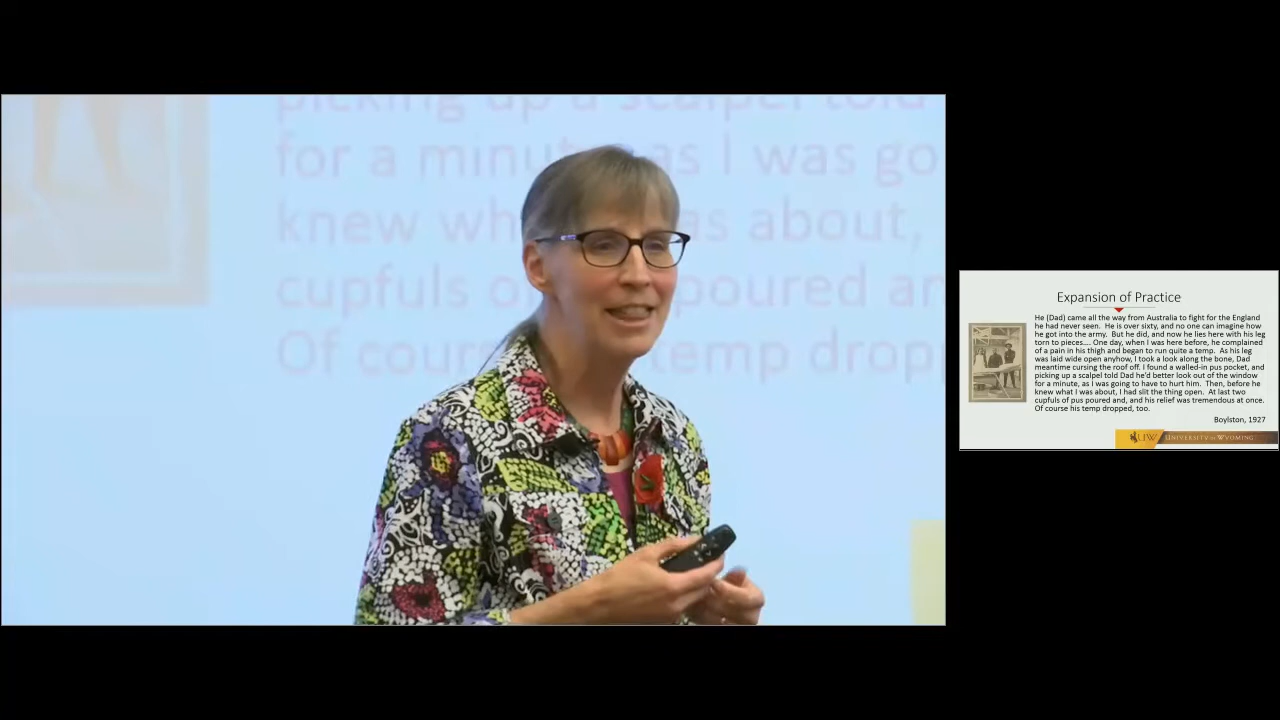 picking up a scalpel told
for a minut as I was go
knew wh s about,
cupfuls o poured an
Of cour temp drop
Expansion of Practice
He (Dad) came all the way from Australia to fight for the England
he had never seen. He is over sixty, and no one can imagine how
he got into the army. But he did, and now he lies here with his leg
torn to pieces.... One day, when I was here before, he complained
of a pain in his thigh and began to run quite a temp. As his leg
was laid wide open anyhow, I took a look along the bone, Dad
meantime cursing the roof off. I found a walled-in pus pocket, and
picking up a scalpel told Dad he'd better look out of the window
for a minute, as I was going to have to hurt him. Then, before he
knew what I was about, I had slit the thing open. At last two
cupfuls of pus poured and, and his relief was tremendous at once.
Of course his temp dropped, too.
Boylston, 1927
UW UNIVERSITY OF WYOMING